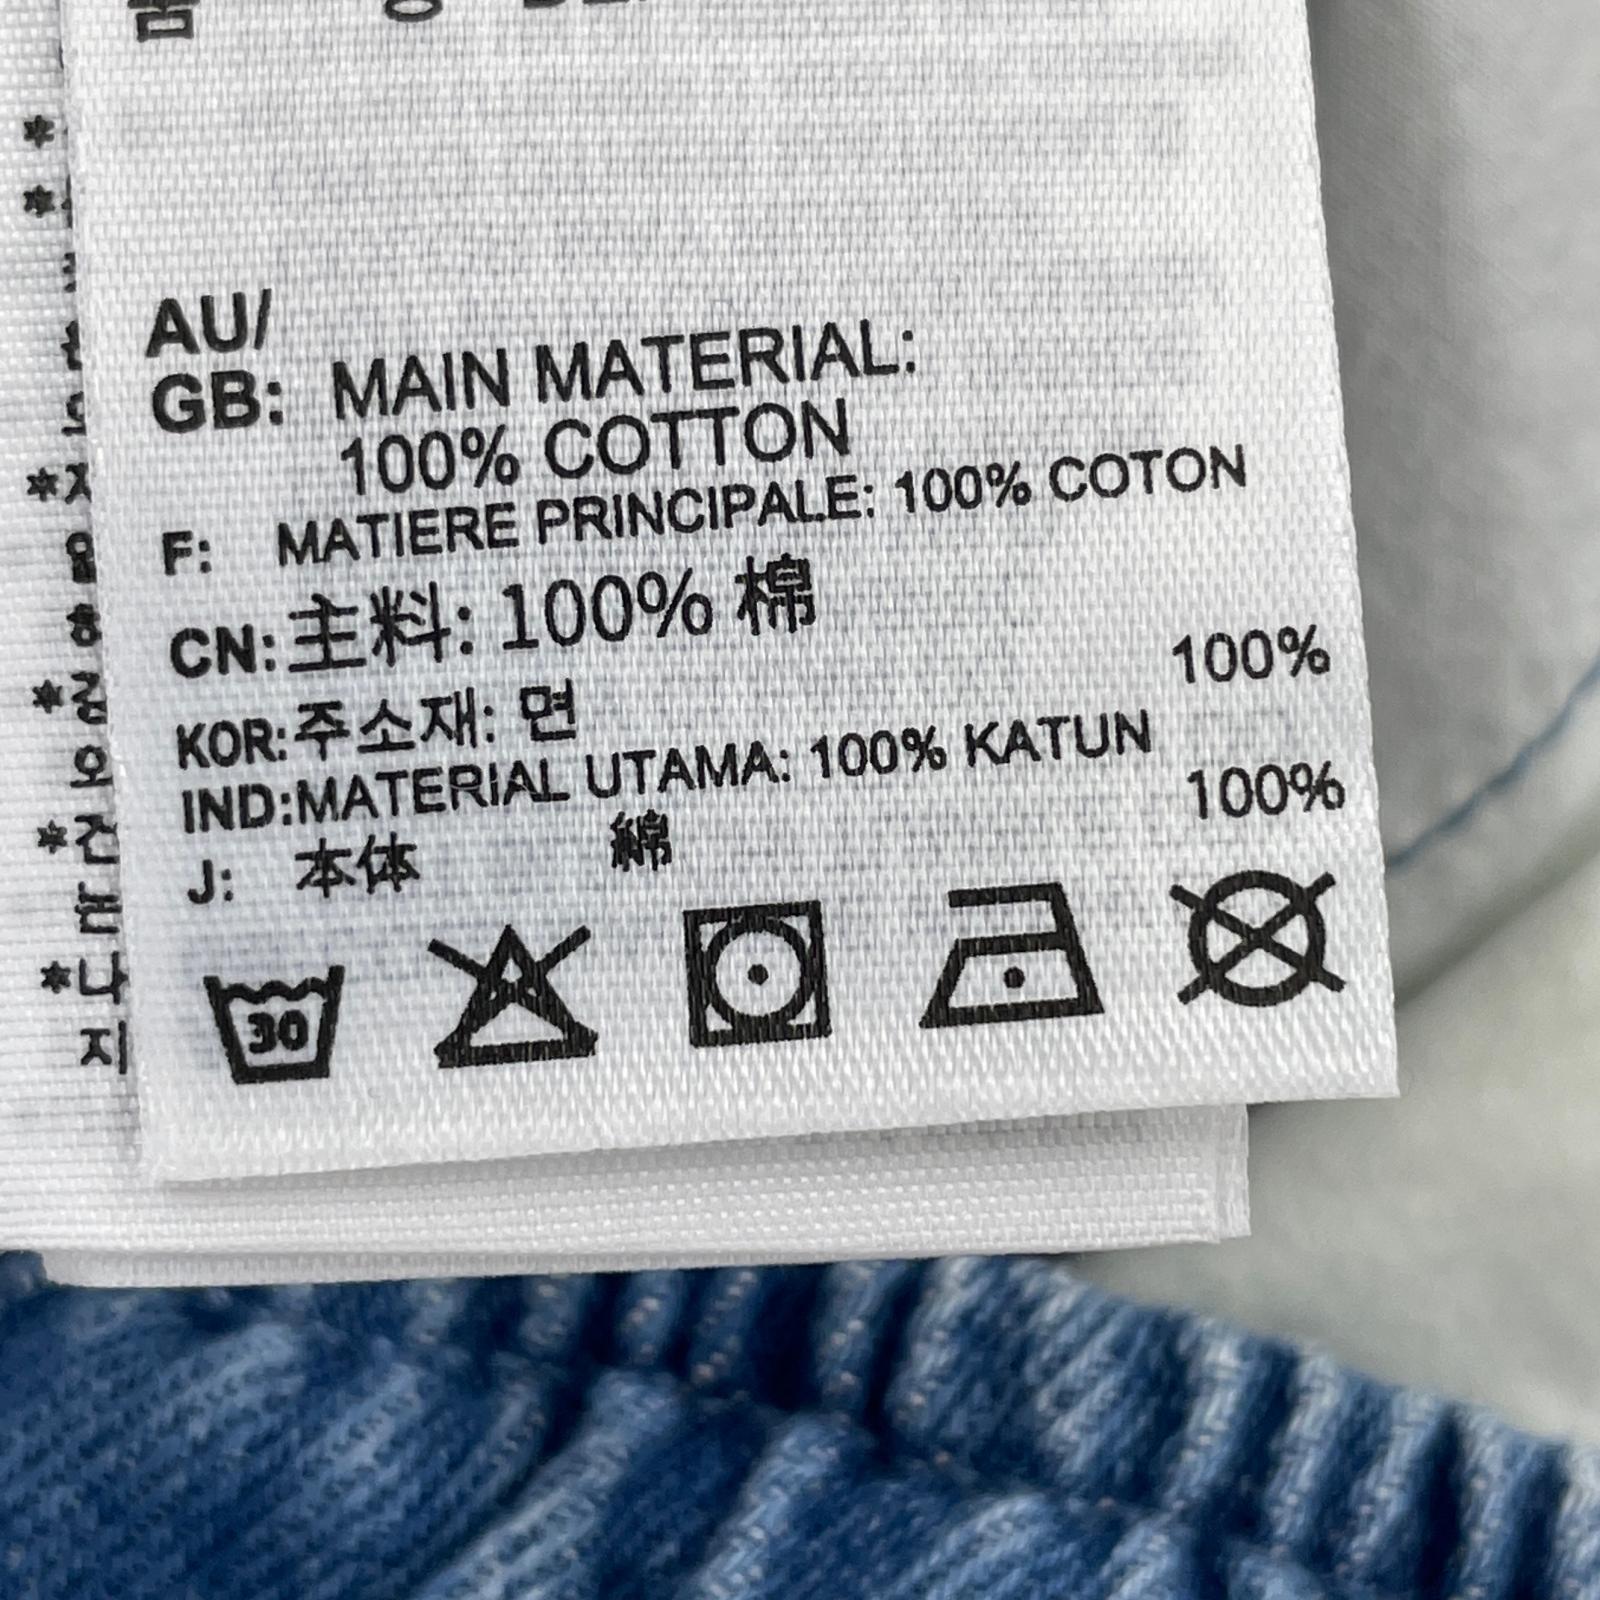 AU/
GB: MAIN MATERIAL:
100% COTTON
F: MATIERE PRINCIPALE: 100% COTON
CN: 主料: 100% 棉
KOR: 주소재: 면 100%
IND: MATERIAL UTAMA: 100% KATUN
J: 本体 綿 100%
30